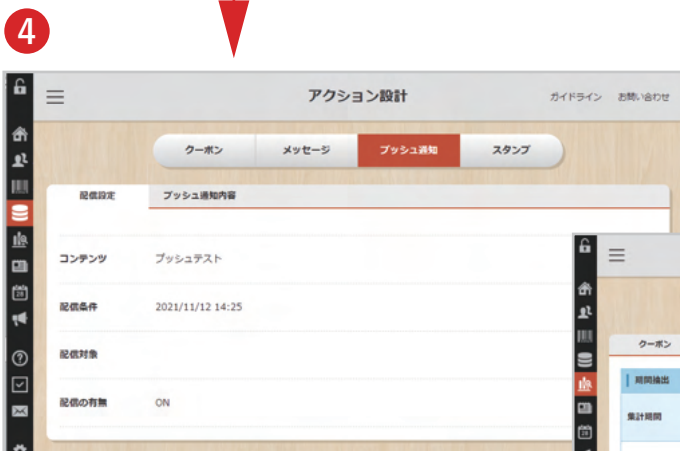 4
アクション設計
ガイドライン お問い合わせ
クーポン メッセージ プッシュ通知 スタンプ
配信設定 プッシュ通知内容
コンテンツ プッシュテスト
配信条件 2021/11/12 14:25
配信対象
配信の有無 ON
クーポン
期間抽出
集計期間